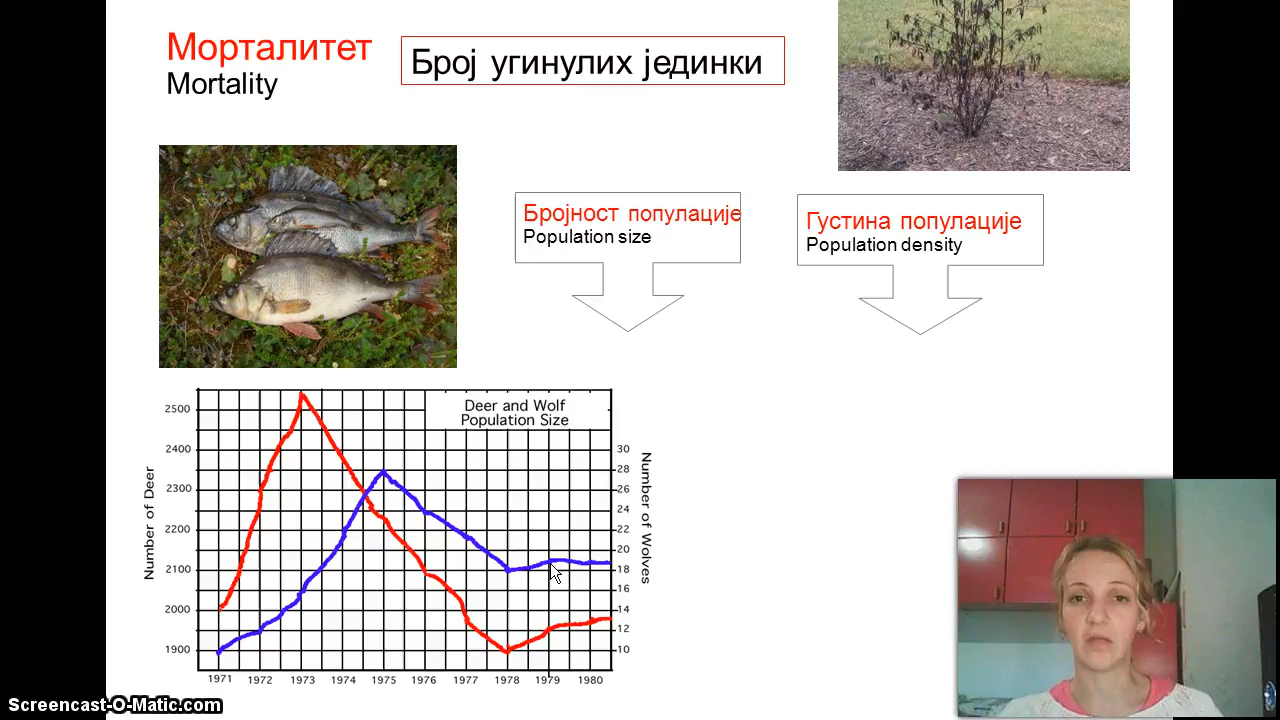 Морталитет
Mortality
Број угинулих јединки
Бројност популације
Population size
Густина популације
Population density
Deer and Wolf
Population Size
Number of Deer
2500
2400
2300
2200
2100
2000
1900
30
28
26
24
22
20
18
16
14
12
10
Number of Wolves
1971 1972 1973 1974 1975 1976 1977 1978 1979 1980
Screencast-O-Matic.com